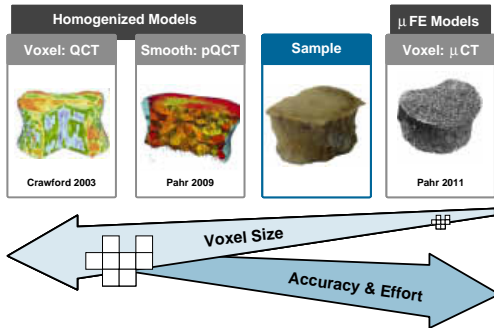 Homogenized Models
μFE Models
Voxel: QCT
Smooth: pQCT
Sample
Voxel: μCT
Crawford 2003
Pahr 2009
Pahr 2011
Voxel Size
Accuracy & Effort